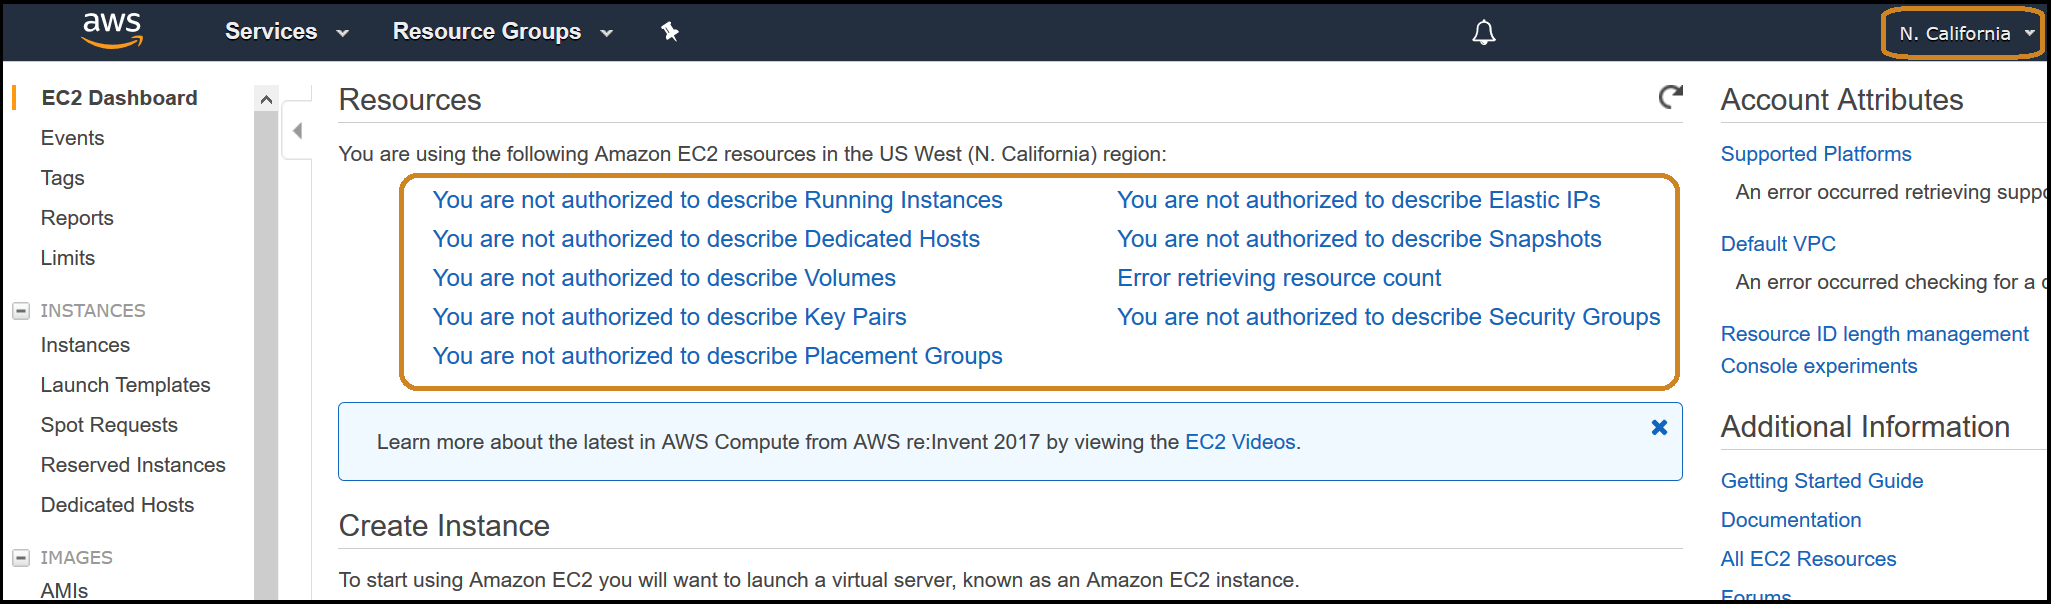 aws
Services
Resource Groups
N. California
EC2 Dashboard
Events
Tags
Reports
Limits
INSTANCES
Instances
Launch Templates
Spot Requests
Reserved Instances
Dedicated Hosts
IMAGES
AMIs
Resources
You are using the following Amazon EC2 resources in the US West (N. California) region:
You are not authorized to describe Running Instances
You are not authorized to describe Elastic IPs
You are not authorized to describe Dedicated Hosts
You are not authorized to describe Snapshots
You are not authorized to describe Volumes
Error retrieving resource count
You are not authorized to describe Key Pairs
You are not authorized to describe Security Groups
You are not authorized to describe Placement Groups
Learn more about the latest in AWS Compute from AWS re:Invent 2017 by viewing the EC2 Videos.
Create Instance
To start using Amazon EC2 you will want to launch a virtual server, known as an Amazon EC2 instance.
Account Attributes
Supported Platforms
An error occurred retrieving supp
Default VPC
An error occurred checking for a
Resource ID length management
Console experiments
Additional Information
Getting Started Guide
Documentation
All EC2 Resources
Forums